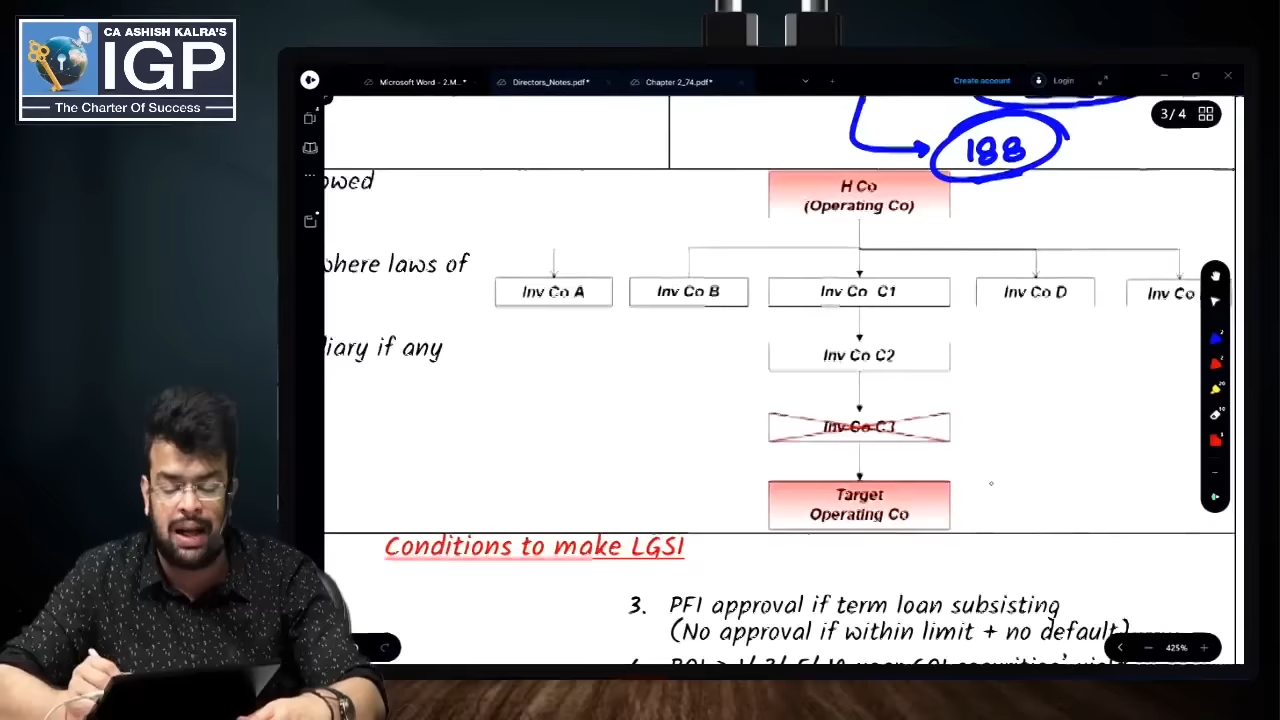 CA ASHISH KALRA'S
IGP
The Charter Of Success
Microsoft Word - 2.M...*
Directors_Notes.pdf*
Chapter 2_74.pdf*
Create account
Login
3/4
188
owed
H Co
(Operating Co)
where laws of
Inv Co A
Inv Co B
Inv Co C1
Inv Co D
Inv Co
diary if any
Inv Co C2
Inv Co C3
Target
Operating Co
Conditions to make LGSI
3. PFI approval if term loan subsisting
(No approval if within limit + no default)
425%